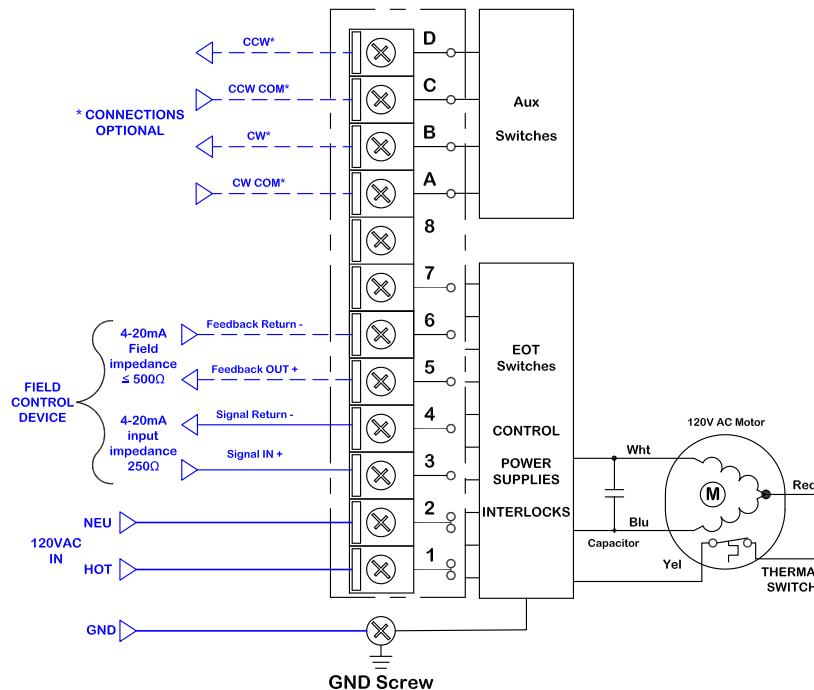 CCW*
D
CCW COM*
C
* CONNECTIONS
OPTIONAL
CW*
B
CW COM*
A
Aux
Switches
8
7
Feedback Return -
6
4-20mA
Field
impedance
≤ 500Ω
Feedback OUT +
5
FIELD
CONTROL
DEVICE
Signal Return -
4
4-20mA
input
impedance
250Ω
Signal IN +
3
EOT
Switches
CONTROL
POWER
SUPPLIES
INTERLOCKS
120V AC Motor
Wht
M
Red
Capacitor
Blu
Yel
THERMA
SWITCH
NEU
2
120VAC
IN
HOT
1
GND
GND Screw